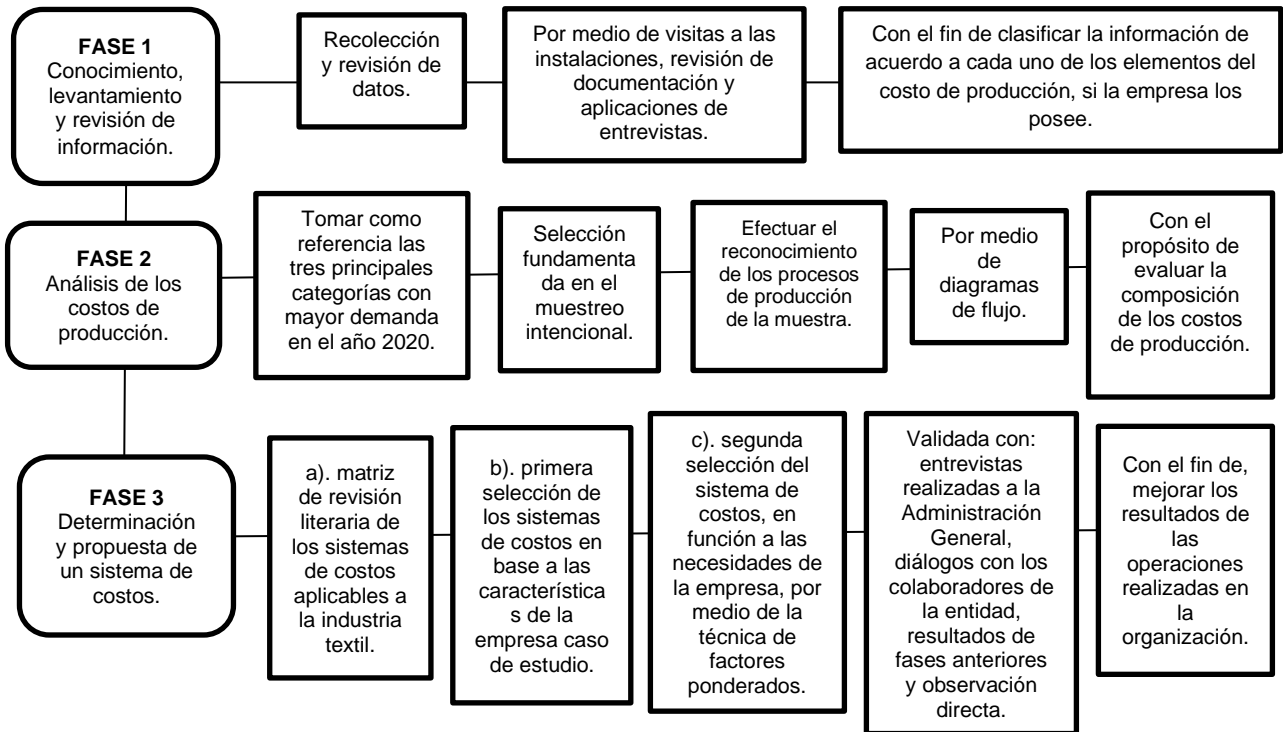 FASE 1
Conocimiento,
levantamiento
y revisión de
información.
Recolección
y revisión de
datos.
Por medio de visitas a las
instalaciones, revisión de
documentación y
aplicaciones de
entrevistas.
Con el fin de clasificar la información de
acuerdo a cada uno de los elementos del
costo de producción, si la empresa los
posee.
FASE 2
Análisis de los
costos de
producción.
Tomar como
referencia las
tres principales
categorías con
mayor demanda
en el año 2020.
Selección
fundamenta
da en el
muestreo
intencional.
Efectuar el
reconocimiento
de los procesos
de producción
de la muestra.
Por medio
de
diagramas
de flujo.
Con el
propósito de
evaluar la
composición
de los costos
de producción.
FASE 3
Determinación
y propuesta de
un sistema de
costos.
a). matriz
de revisión
literaria de
los sistemas
de costos
aplicables a
la industria
textil.
b). primera
selección de
los sistemas
de costos en
base a las
característica
s de la
empresa caso
de estudio.
c). segunda
selección del
sistema de
costos, en
función a las
necesidades de
la empresa, por
medio de la
técnica de
factores
ponderados.
Validada con:
entrevistas
realizadas a la
Administración
General,
diálogos con los
colaboradores de
la entidad,
resultados de
fases anteriores
y observación
directa.
Con el fin de,
mejorar los
resultados de
las
operaciones
realizadas en
la
organización.